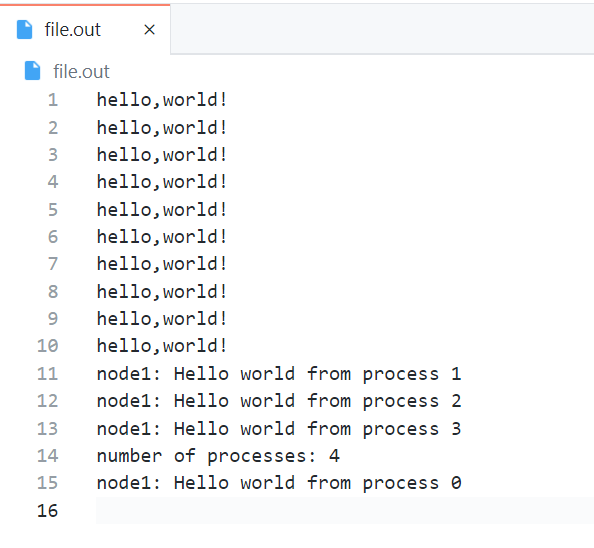 file.out ×
file.out
1 hello,world!
2 hello,world!
3 hello,world!
4 hello,world!
5 hello,world!
6 hello,world!
7 hello,world!
8 hello,world!
9 hello,world!
10 hello,world!
11 node1: Hello world from process 1
12 node1: Hello world from process 2
13 node1: Hello world from process 3
14 number of processes: 4
15 node1: Hello world from process 0
16